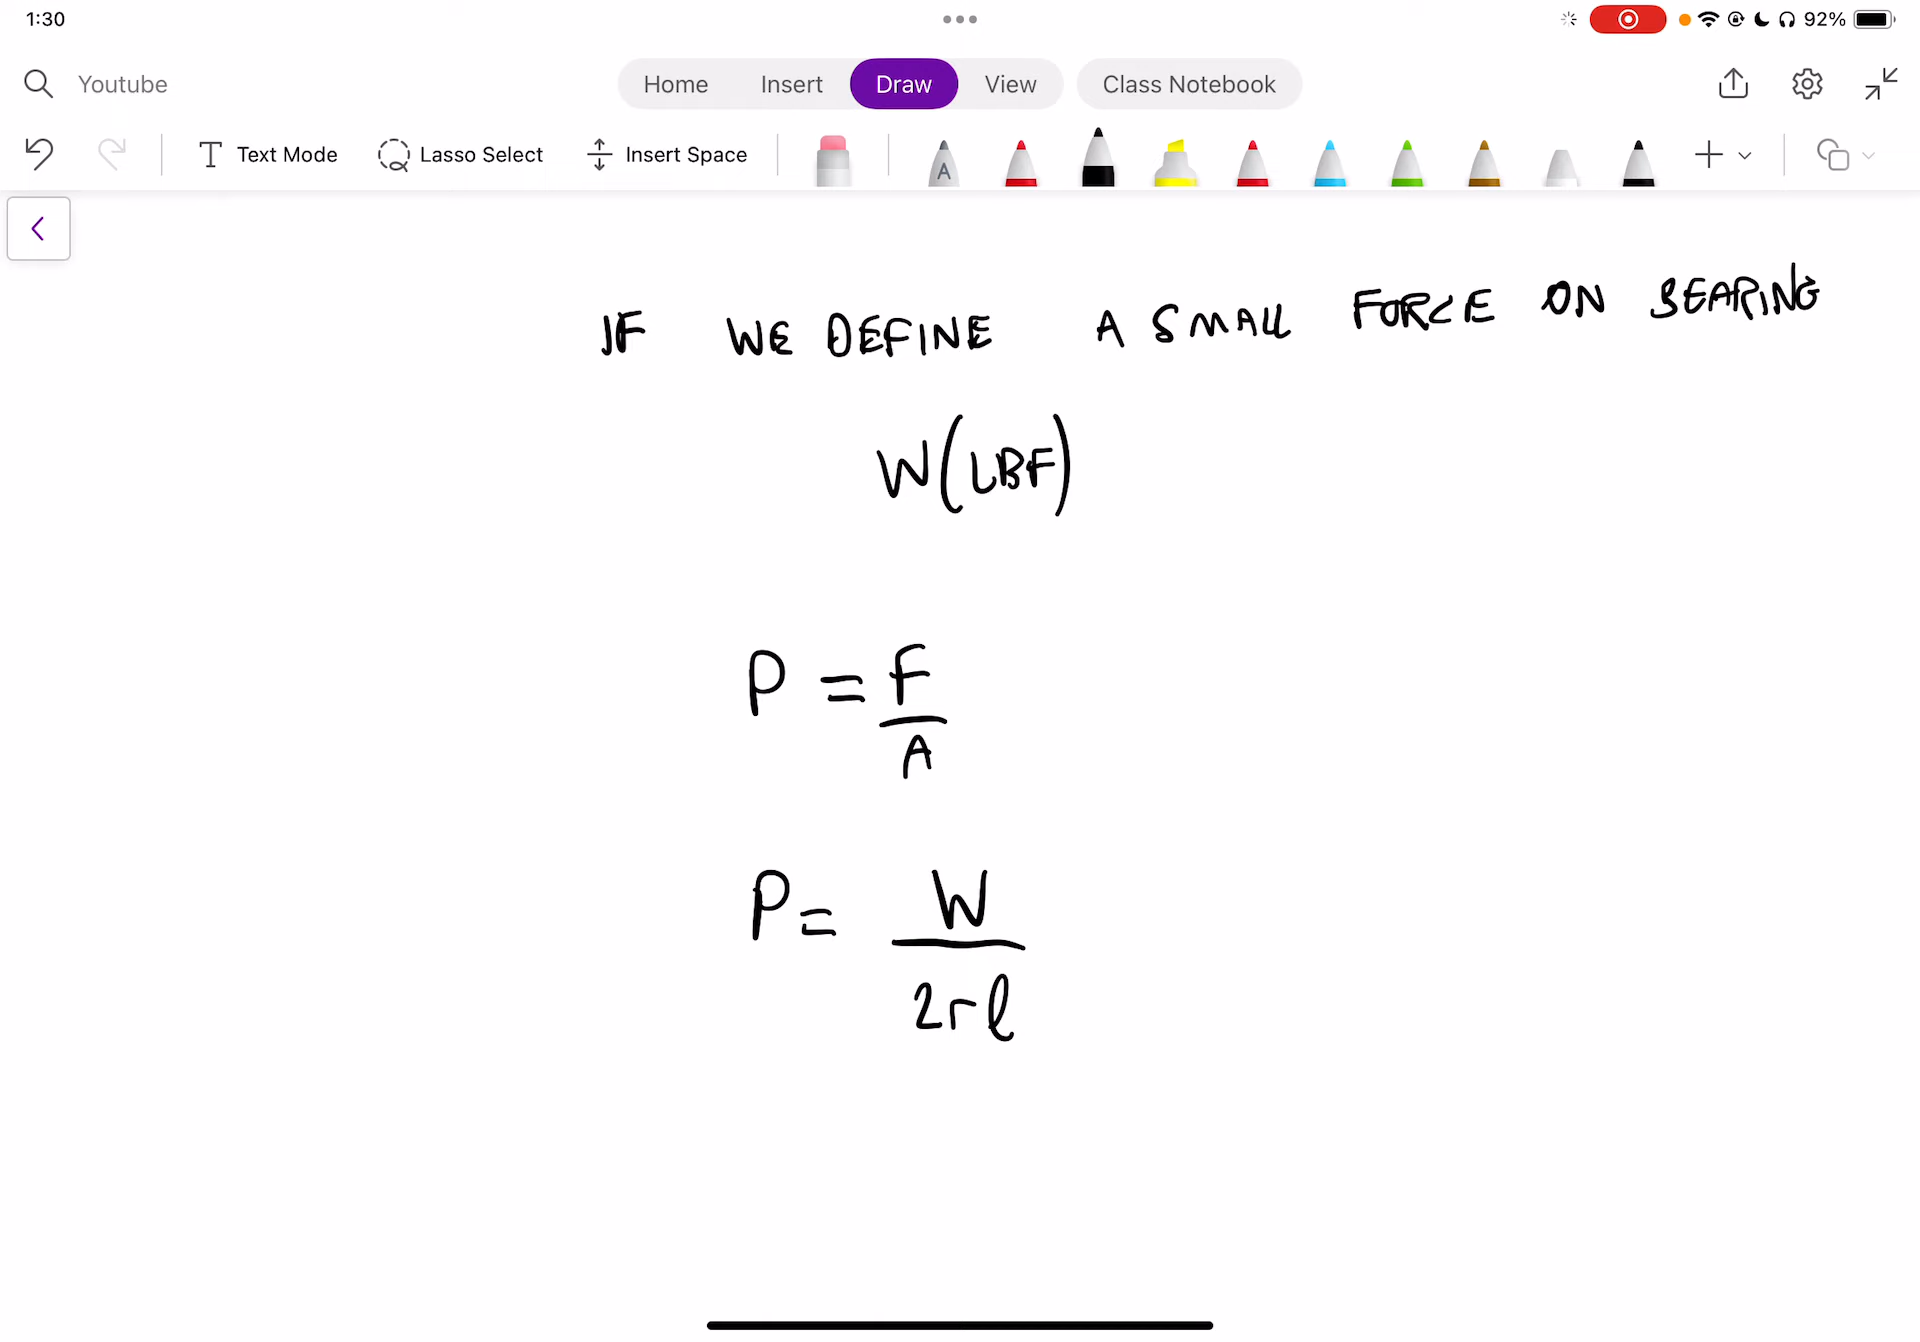 1:30
92%
Youtube
Home Insert Draw View Class Notebook
Text Mode Lasso Select Insert Space A
IF WE DEFINE A SMALL FORCE ON BEARING
W(LBF)
P = F
A
P = W
2rl